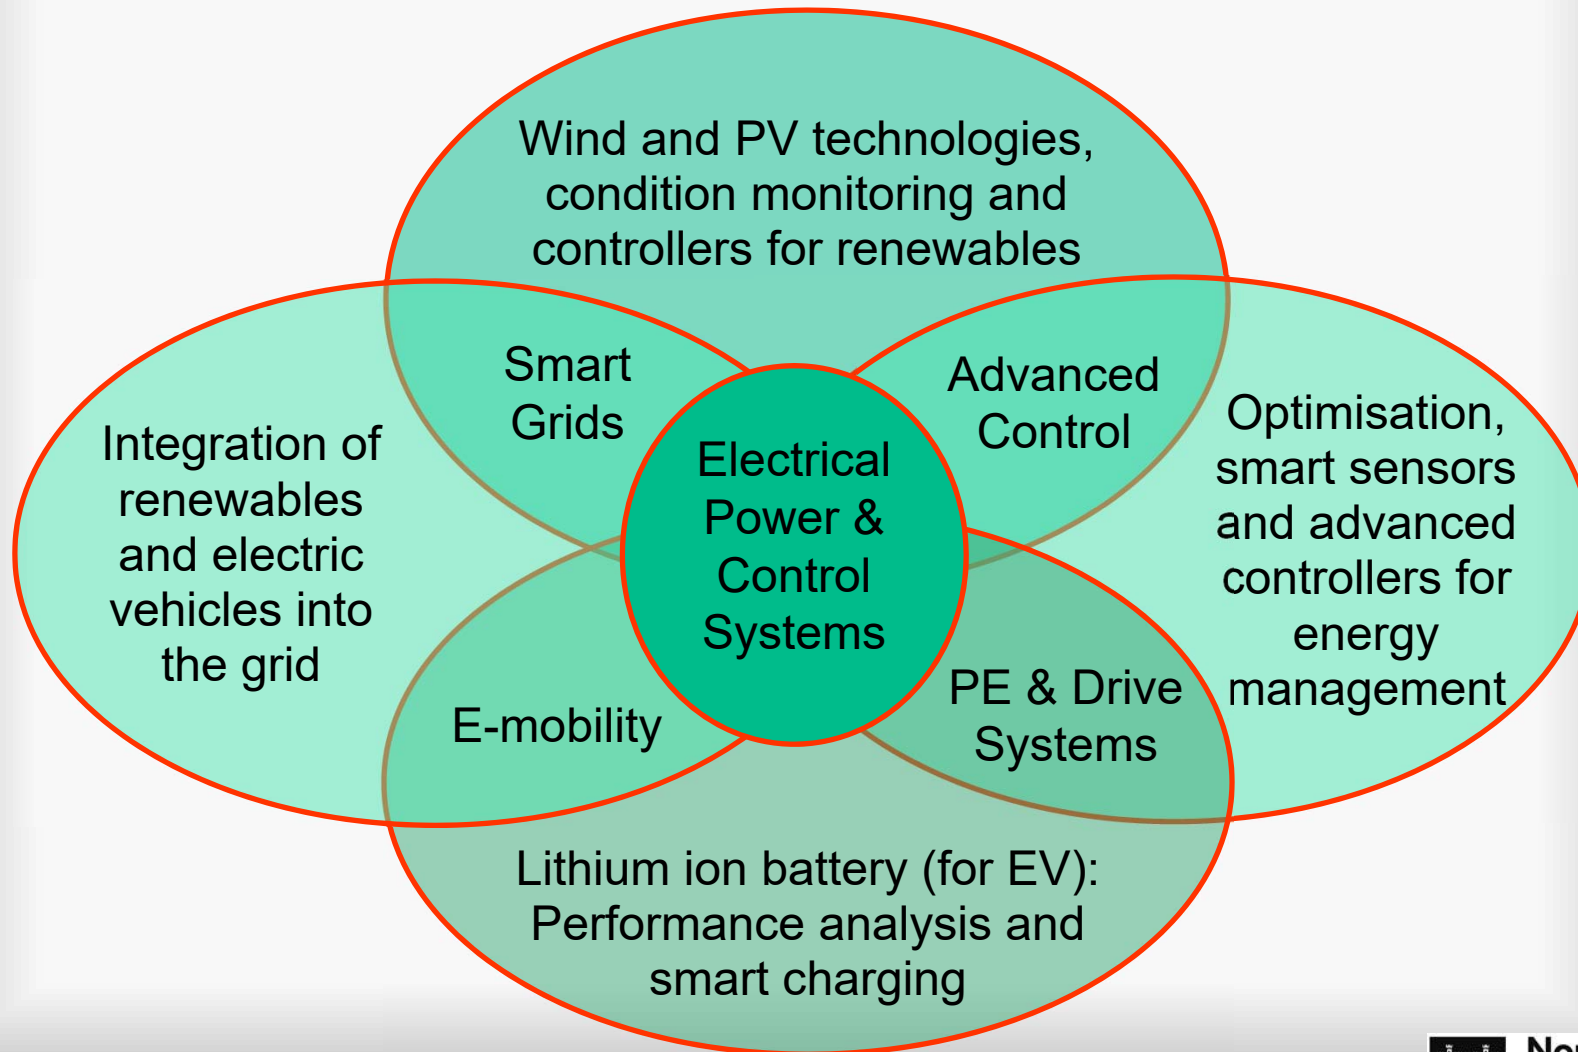 Wind and PV technologies,
condition monitoring and
controllers for renewables
Smart
Grids
Advanced
Control
Integration of
renewables
and electric
vehicles into
the grid
Electrical
Power &
Control
Systems
Optimisation,
smart sensors
and advanced
controllers for
energy
management
E-mobility
PE & Drive
Systems
Lithium ion battery (for EV):
Performance analysis and
smart charging